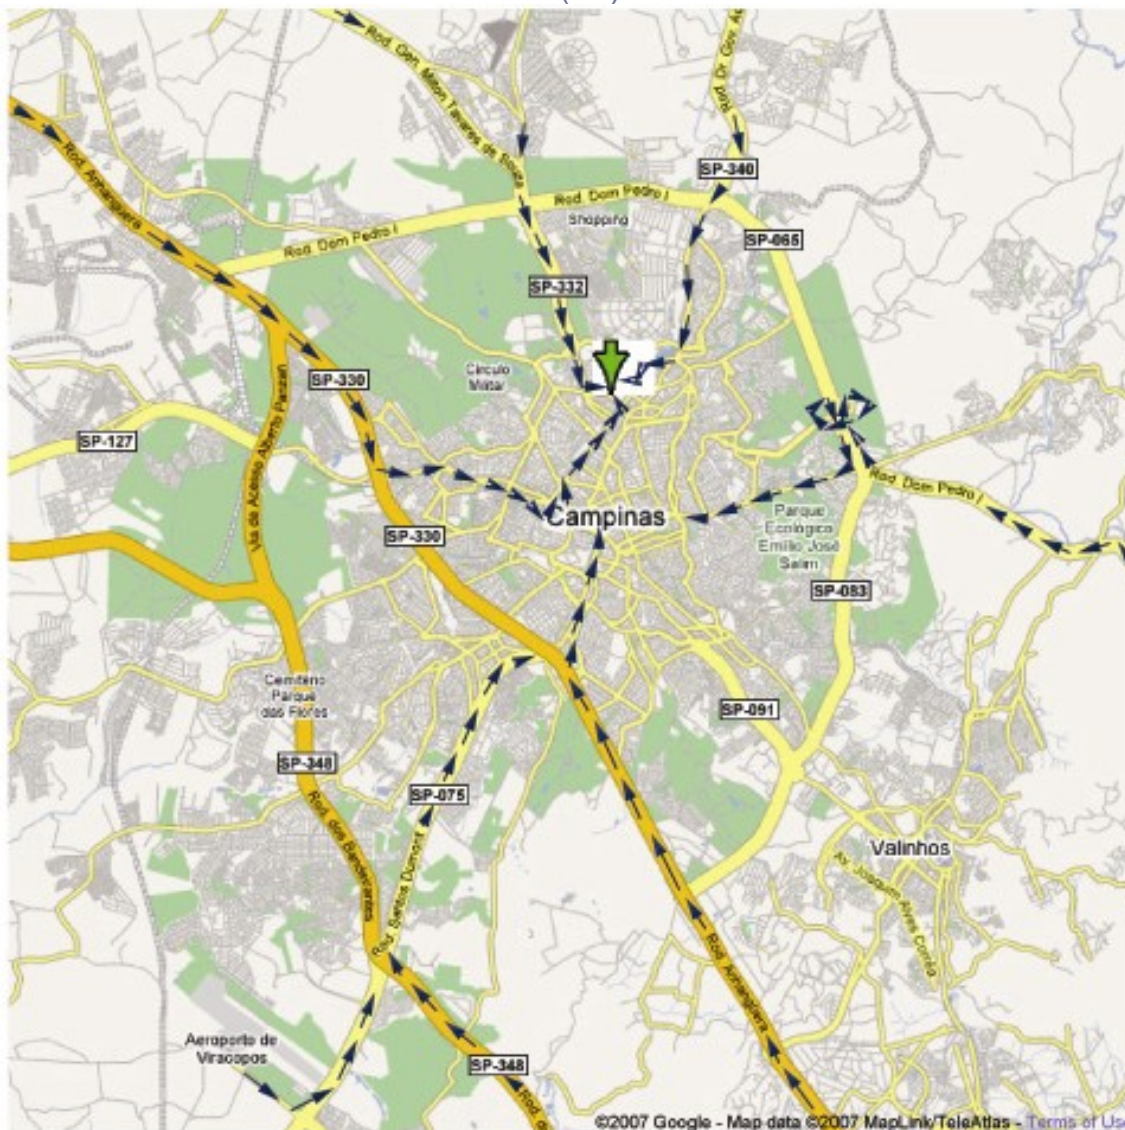 Rod. Gen. Milton Tavares de Souza
Rod. Dr. Gov. A
Rod. Anhanguera
SP-340
Rod. Dom Pedro I
Shopping
Rod. Dom Pedro I
SP-065
SP-332
Círculo
Militar
SP-330
SP-127
Via de Acesso Alberto Panzan
Rod. Dom Pedro I
Campinas
Parque
Ecológico
Emílio José
Salim
SP-330
SP-083
Cemitério
Parque
das Flores
SP-091
SP-348
SP-075
Rod. dos Bandeirantes
Rod. Santos Dumont
Valinhos
Av. Joaquim Alves Corrêa
Rod. Anhanguera
Aeroporto de
Viracopos
SP-348
Rod. d
©2007 Google - Map data ©2007 MapLink/TeleAtlas - Terms of Us